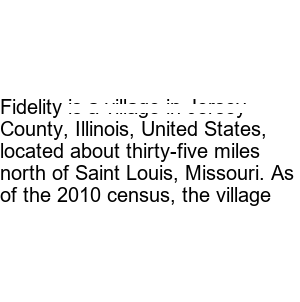 Fidelity is a village in Jersey
County, Illinois, United States,
located about thirty-five miles
north of Saint Louis, Missouri. As
of the 2010 census, the village